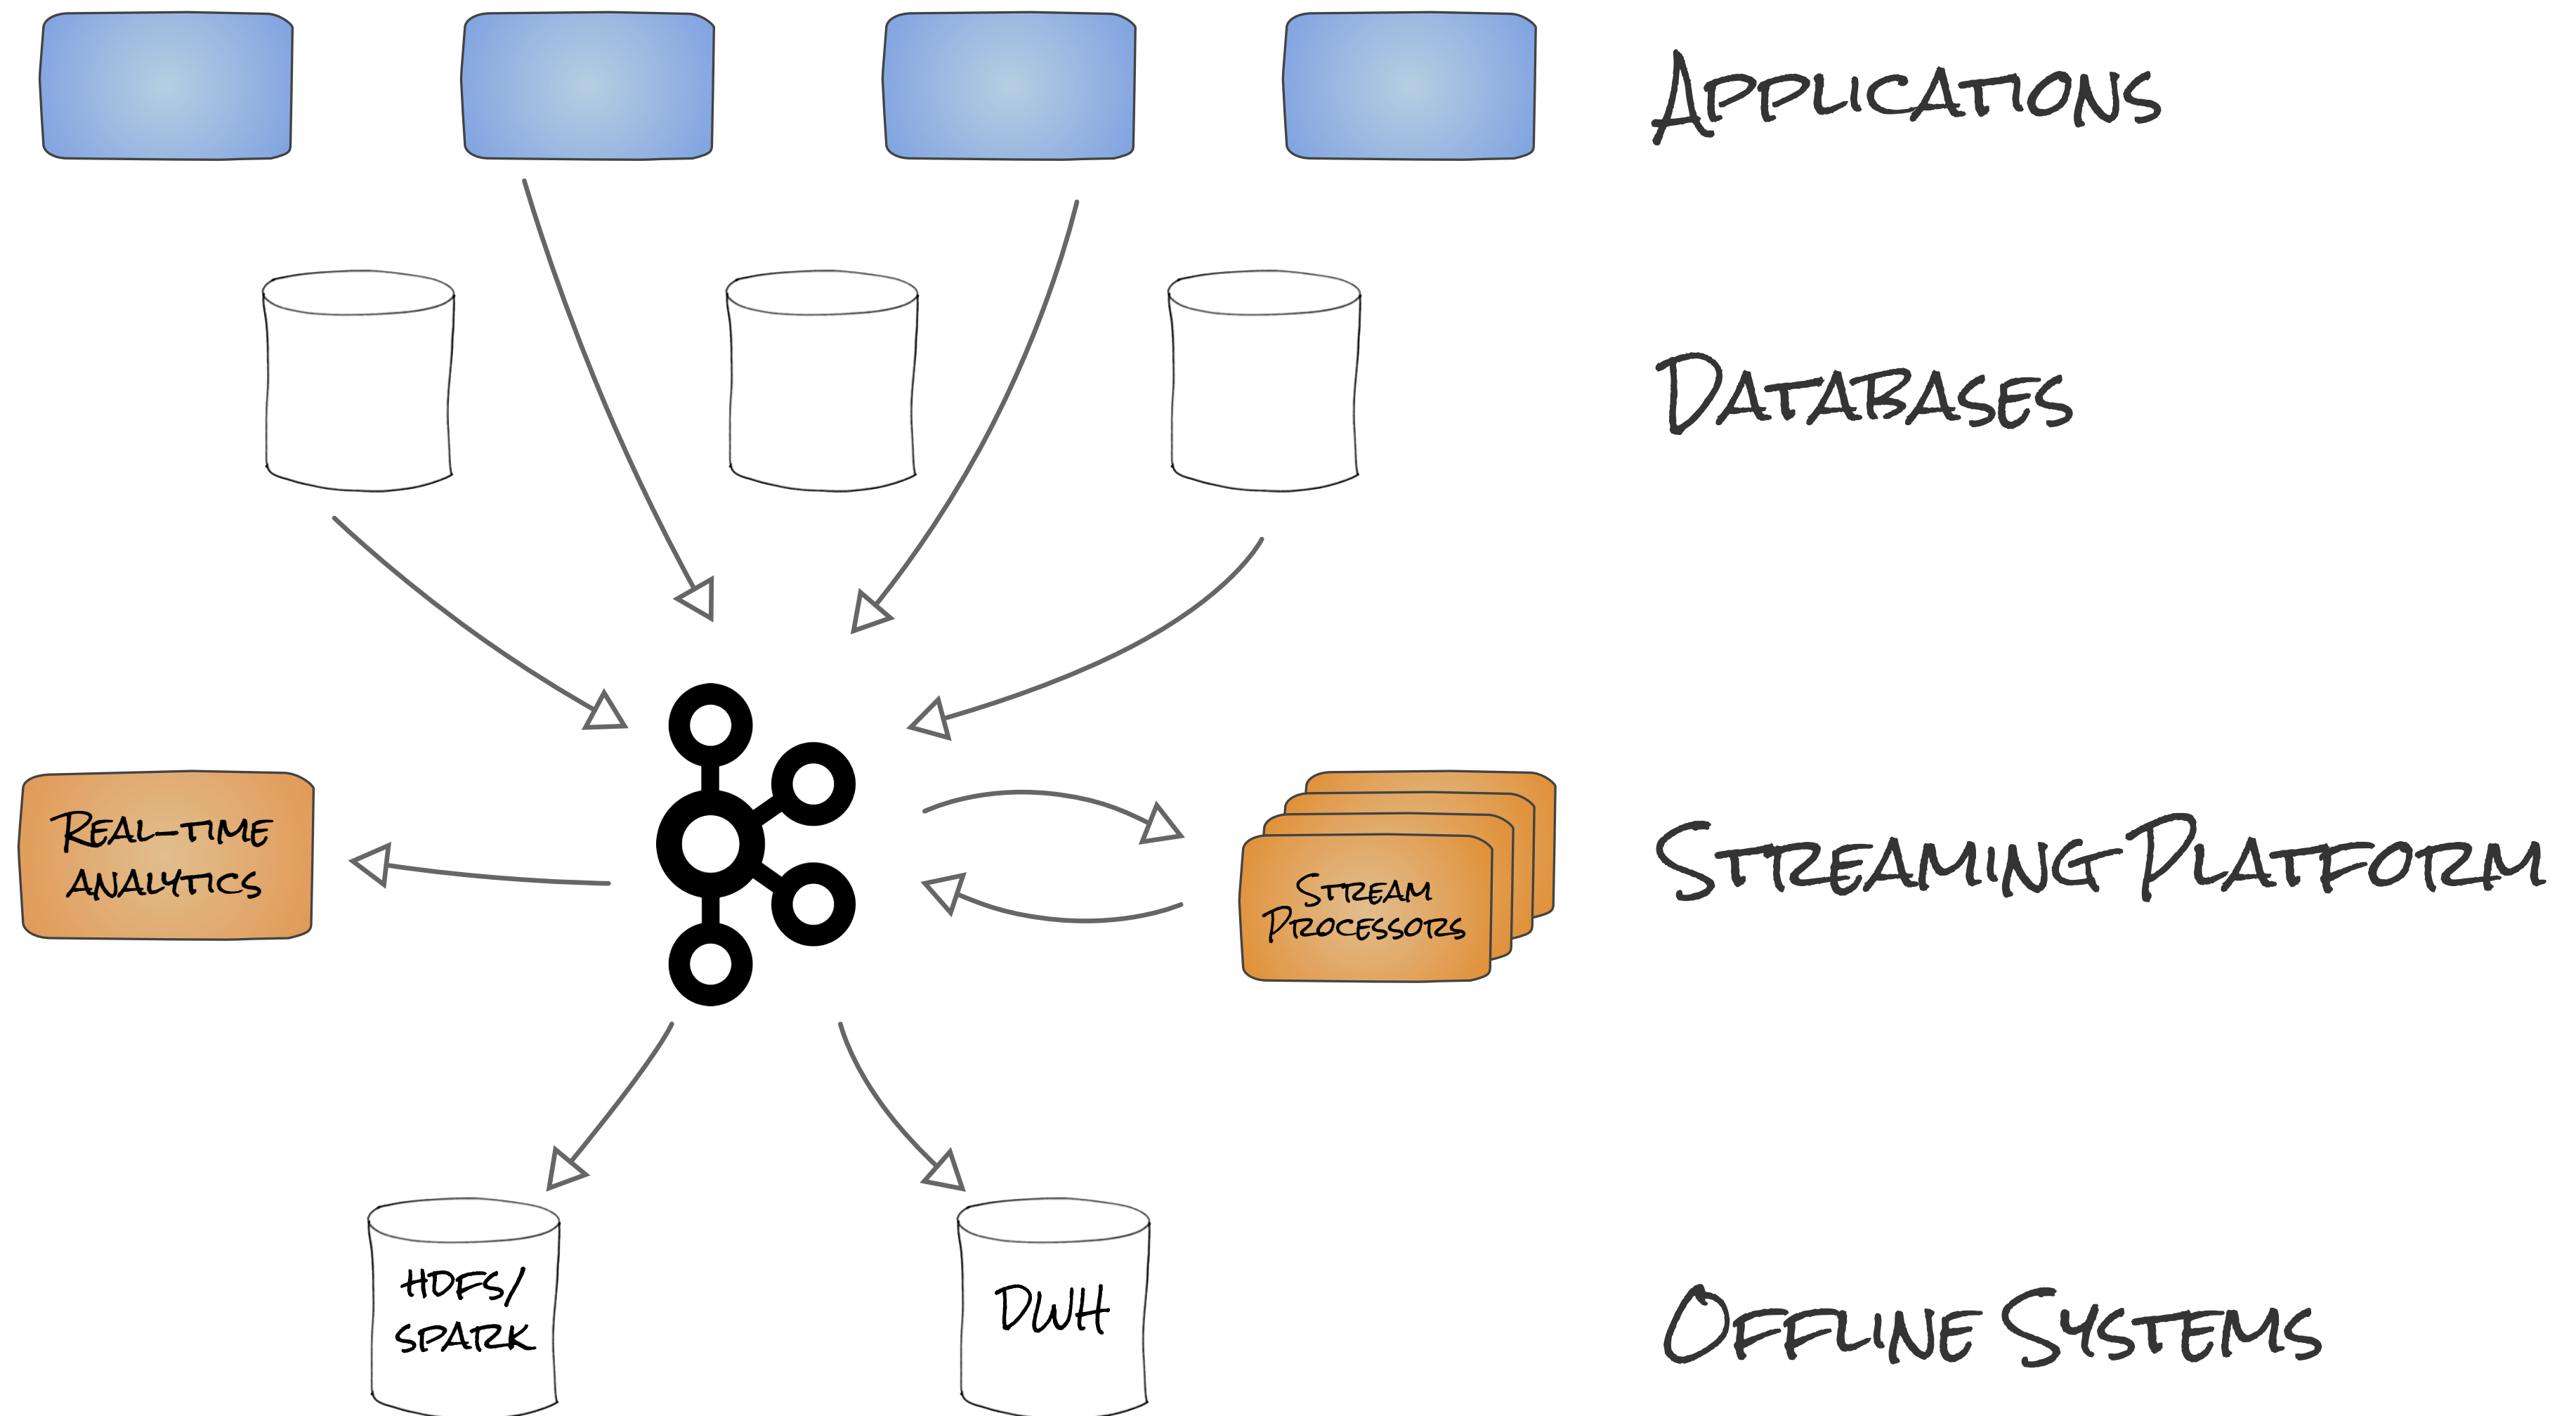 Applications
Databases
Real-time
analytics
Stream
Processors
Streaming Platform
HDFS/
Spark
DWH
Offline Systems